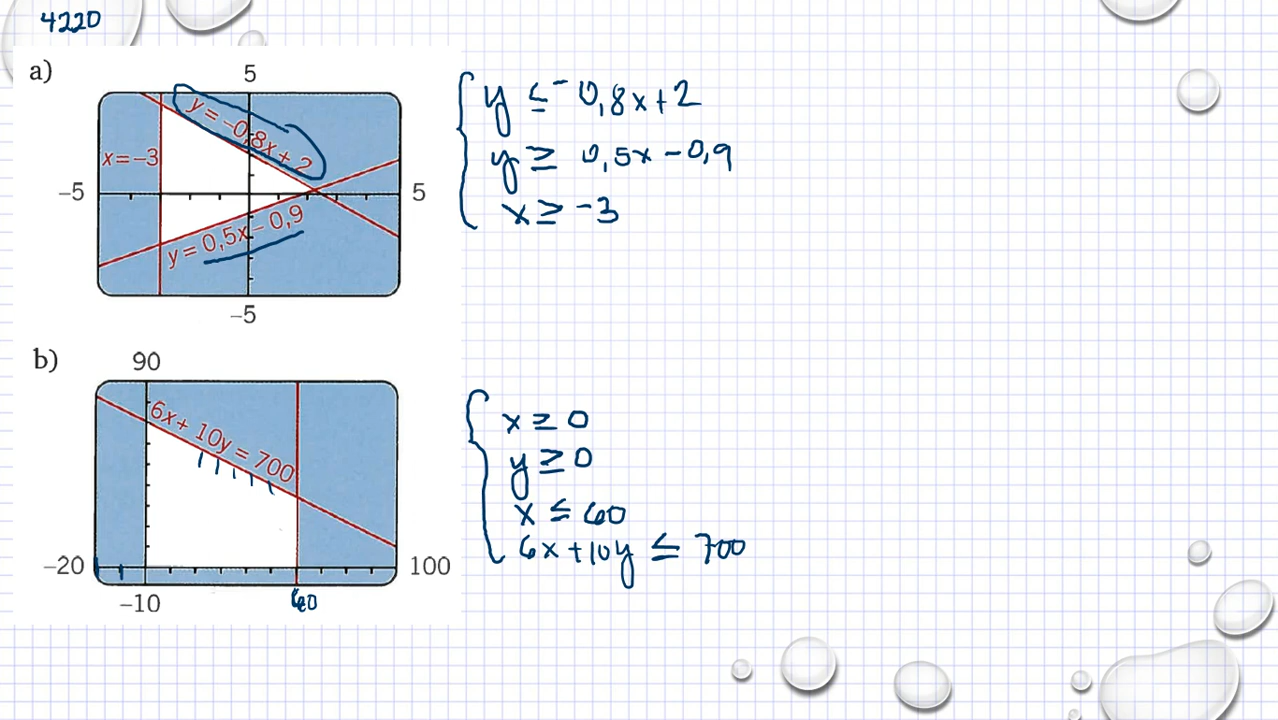 4220
a)
5
y = −0,8x + 2
x = −3
−5
5
y = 0,5x − 0,9
−5
y ≤ -0,8x + 2
y ≥ 0,5x − 0,9
x ≥ -3
b)
90
6x + 10y = 700
−20
100
−10
60
x ≥ 0
y ≥ 0
x ≤ 60
6x + 10y ≤ 700